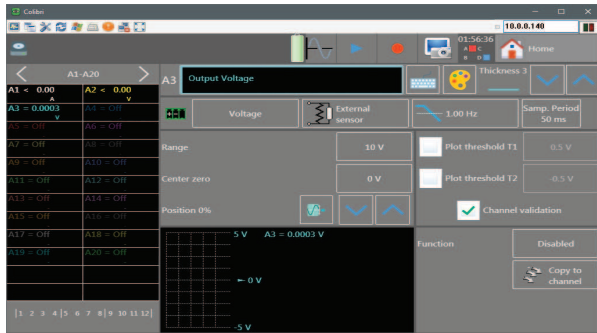 Colibri
10.0.0.140
01:56:36
A C
B D
Home
A1-A20
A3 Output Voltage
Thickness 3
A1 < 0.00 A
A2 < 0.00 V
A3 = 0.0003 V
A4 = Off
A5 = Off
A6 = Off
A7 = Off
A8 = Off
A9 = Off
A10 = Off
A11 = Off
A12 = Off
A13 = Off
A14 = Off
A15 = Off
A16 = Off
A17 = Off
A18 = Off
A19 = Off
A20 = Off
1 2 3 4 5 6 7 8 9 10 11 12
Voltage
External sensor
1.00 Hz
Samp. Period
50 ms
Range
10 V
Plot threshold T1
0.5 V
Center zero
0 V
Plot threshold T2
-0.5 V
Position 0%
Channel validation
5 V A3 = 0.0003 V
0 V
-5 V
Function
Disabled
Copy to channel